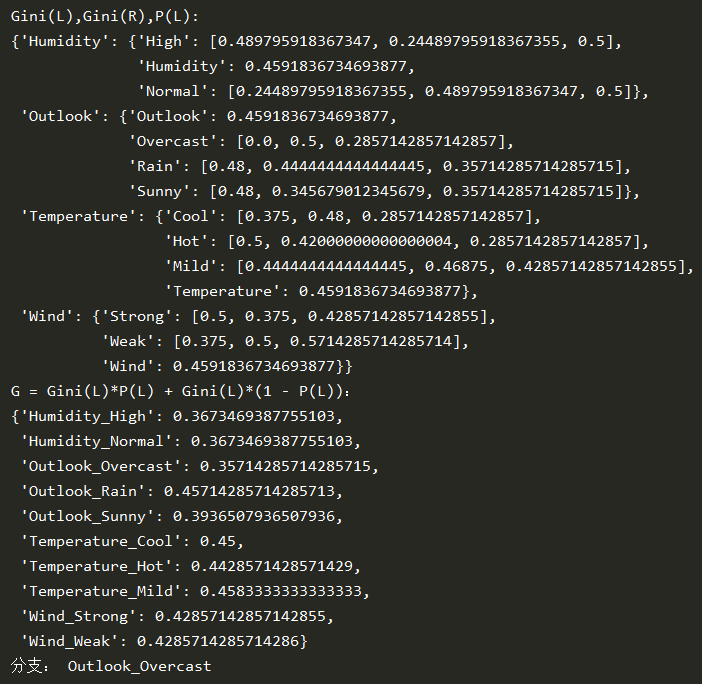 Gini(L),Gini(R),P(L):
{'Humidity': {'High': [0.489795918367347, 0.24489795918367355, 0.5],
'Humidity': 0.4591836734693877,
'Normal': [0.24489795918367355, 0.489795918367347, 0.5]},
'Outlook': {'Outlook': 0.4591836734693877,
'Overcast': [0.0, 0.5, 0.2857142857142857],
'Rain': [0.48, 0.4444444444444445, 0.35714285714285715],
'Sunny': [0.48, 0.345679012345679, 0.35714285714285715]},
'Temperature': {'Cool': [0.375, 0.48, 0.2857142857142857],
'Hot': [0.5, 0.42000000000000004, 0.2857142857142857],
'Mild': [0.4444444444444445, 0.46875, 0.42857142857142855],
'Temperature': 0.4591836734693877},
'Wind': {'Strong': [0.5, 0.375, 0.42857142857142855],
'Weak': [0.375, 0.5, 0.5714285714285714],
'Wind': 0.4591836734693877}}
G = Gini(L)*P(L) + Gini(L)*(1 - P(L)):
{'Humidity_High': 0.3673469387755103,
'Humidity_Normal': 0.3673469387755103,
'Outlook_Overcast': 0.35714285714285715,
'Outlook_Rain': 0.45714285714285713,
'Outlook_Sunny': 0.3936507936507936,
'Temperature_Cool': 0.45,
'Temperature_Hot': 0.4428571428571429,
'Temperature_Mild': 0.4583333333333333,
'Wind_Strong': 0.42857142857142855,
'Wind_Weak': 0.4285714285714286}
分支: Outlook_Overcast